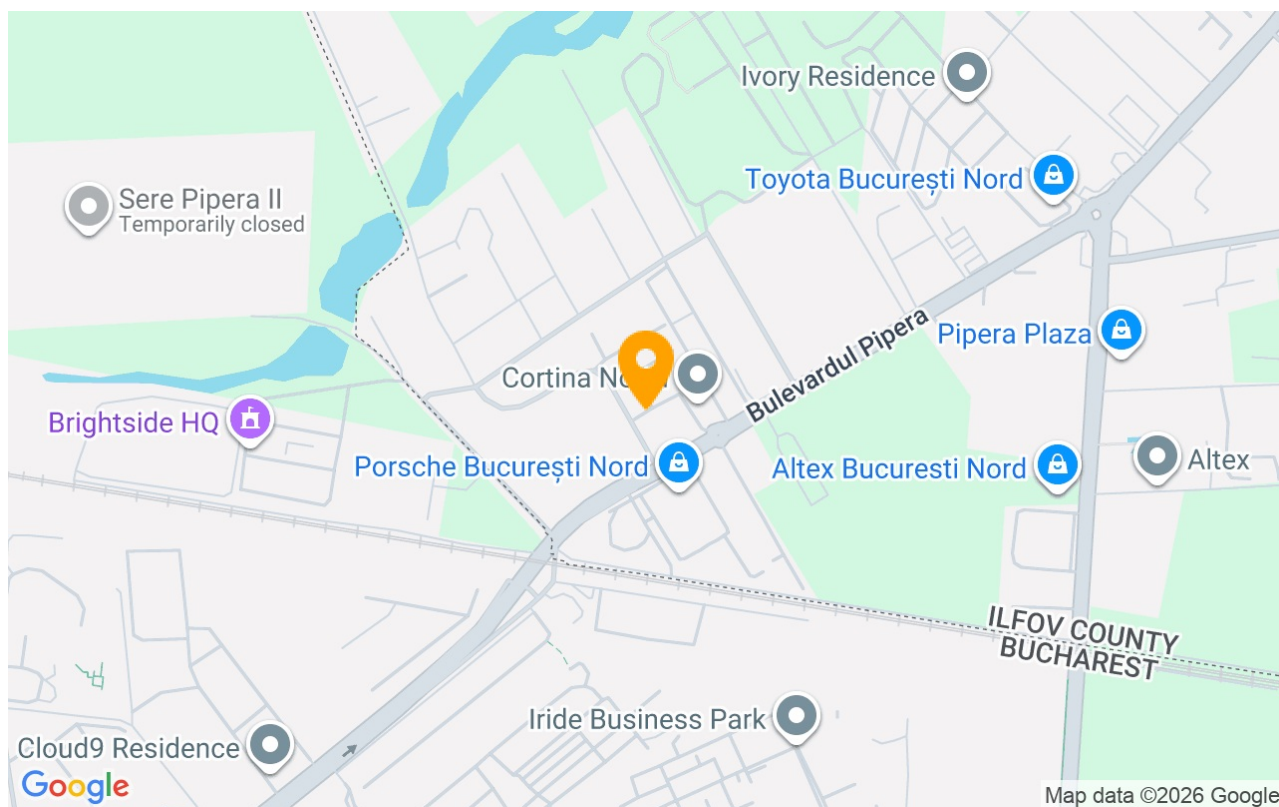 Ivory Residence
Toyota București Nord
Sere Pipera II
Temporarily closed
Bulevardul Pipera
Pipera Plaza
Cortina No
Brightside HQ
Porsche București Nord
Altex Bucuresti Nord
Altex
ILFOV COUNTY
BUCHAREST
Iride Business Park
Cloud9 Residence
Google
Map data ©2026 Google